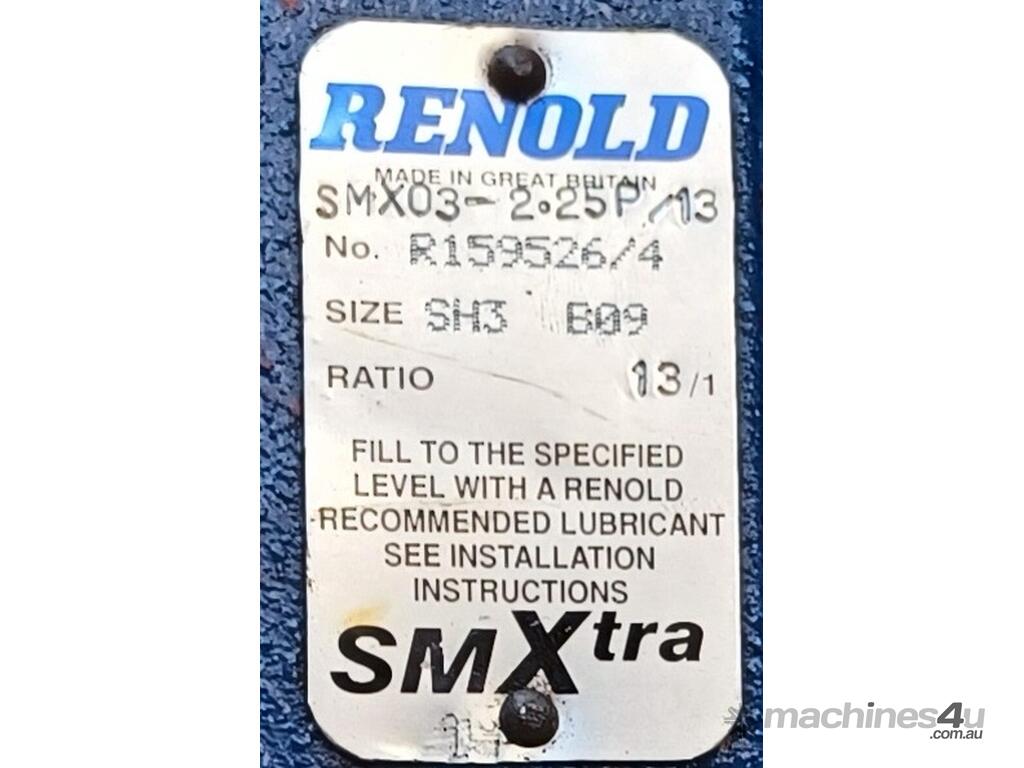 RENOLD
MADE IN GREAT BRITAIN
SMX03-2.25P/13
No. R159526/4
SIZE SH3 B09
RATIO 13/1
FILL TO THE SPECIFIED
LEVEL WITH A RENOLD
RECOMMENDED LUBRICANT
SEE INSTALLATION
INSTRUCTIONS
SMXtra
machines4u
.com.au